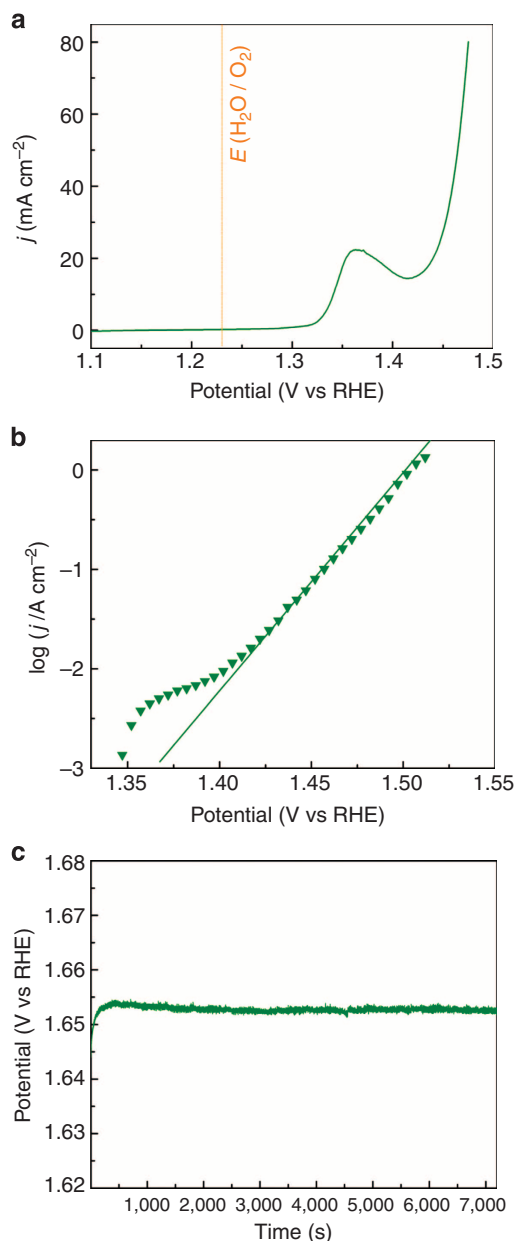 a
80
60
40
20
0
j (mA cm−2)
E (H2O / O2)
1.1 1.2 1.3 1.4 1.5
Potential (V vs RHE)
b
0
−1
−2
−3
log (j /A cm−2)
1.35 1.40 1.45 1.50 1.55
Potential (V vs RHE)
c
1.68
1.67
1.66
1.65
1.64
1.63
1.62
Potential (V vs RHE)
1,000 2,000 3,000 4,000 5,000 6,000 7,000
Time (s)